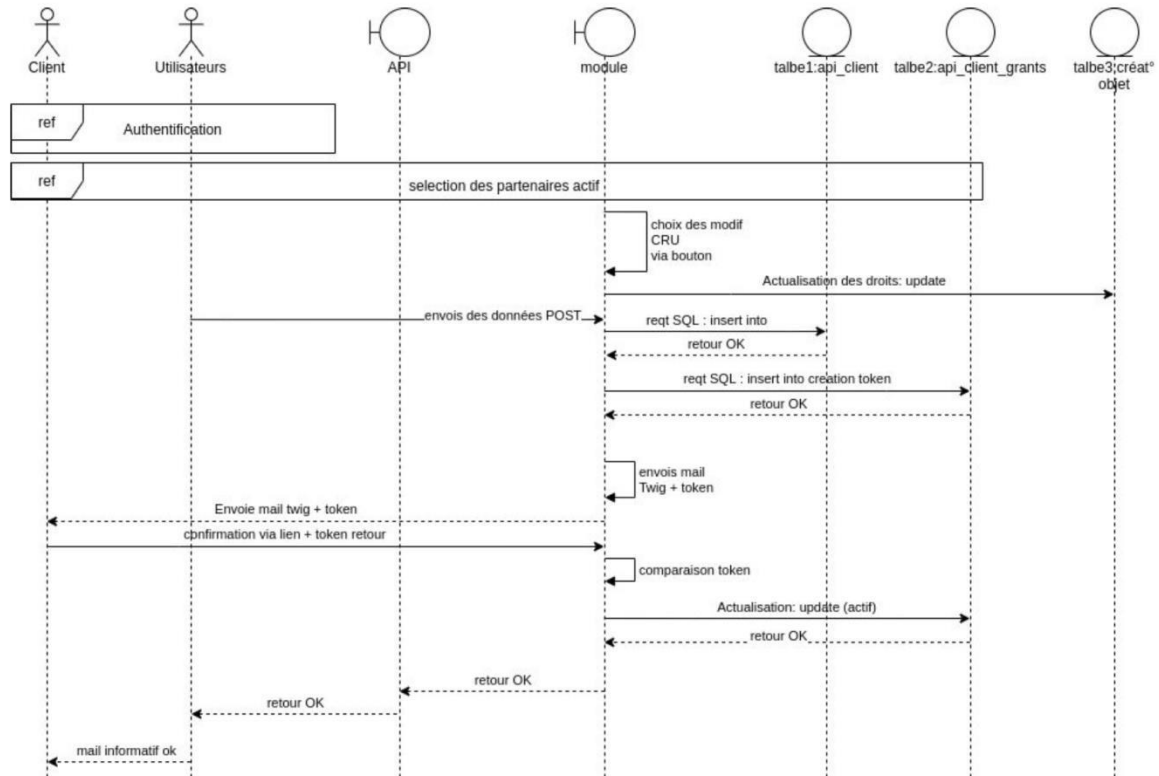 Client
Utilisateurs
API
module
talbe1:api_client
talbe2:api_client_grants
talbe3:créat°
objet
ref
Authentification
ref
selection des partenaires actif
choix des modif
CRU
via bouton
Actualisation des droits: update
envois des données POST
reqt SQL : insert into
retour OK
reqt SQL : insert into création token
retour OK
envois mail
Twig + token
Envoie mail twig + token
confirmation via lien + token retour
comparaison token
Actualisation: update (actif)
retour OK
retour OK
retour OK
mail informatif ok